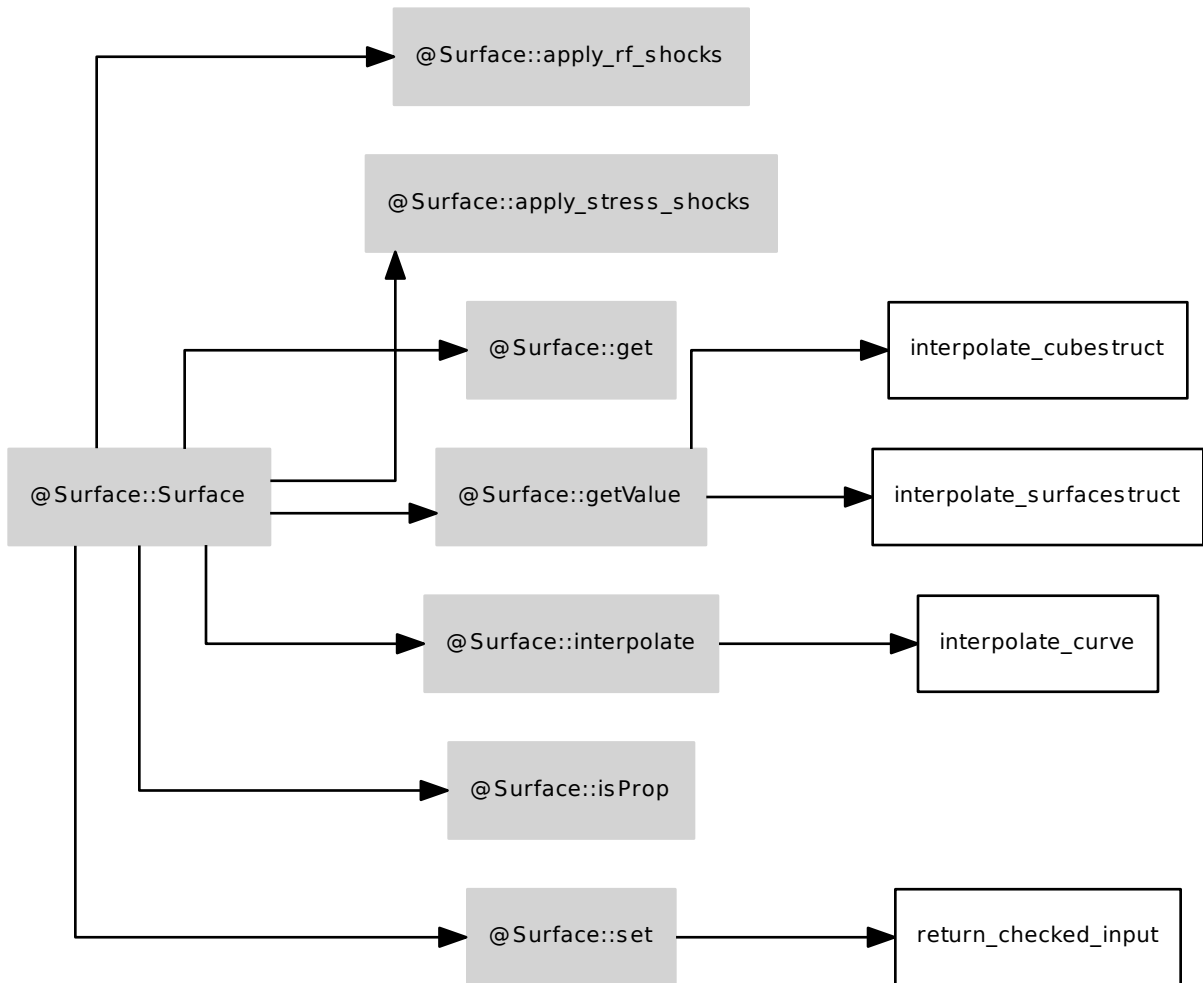 @Surface::apply_rf_shocks
@Surface::apply_stress_shocks
@Surface::get
interpolate_cubestruct
@Surface::Surface
@Surface::getValue
interpolate_surfacestruct
@Surface::interpolate
interpolate_curve
@Surface::isProp
@Surface::set
return_checked_input